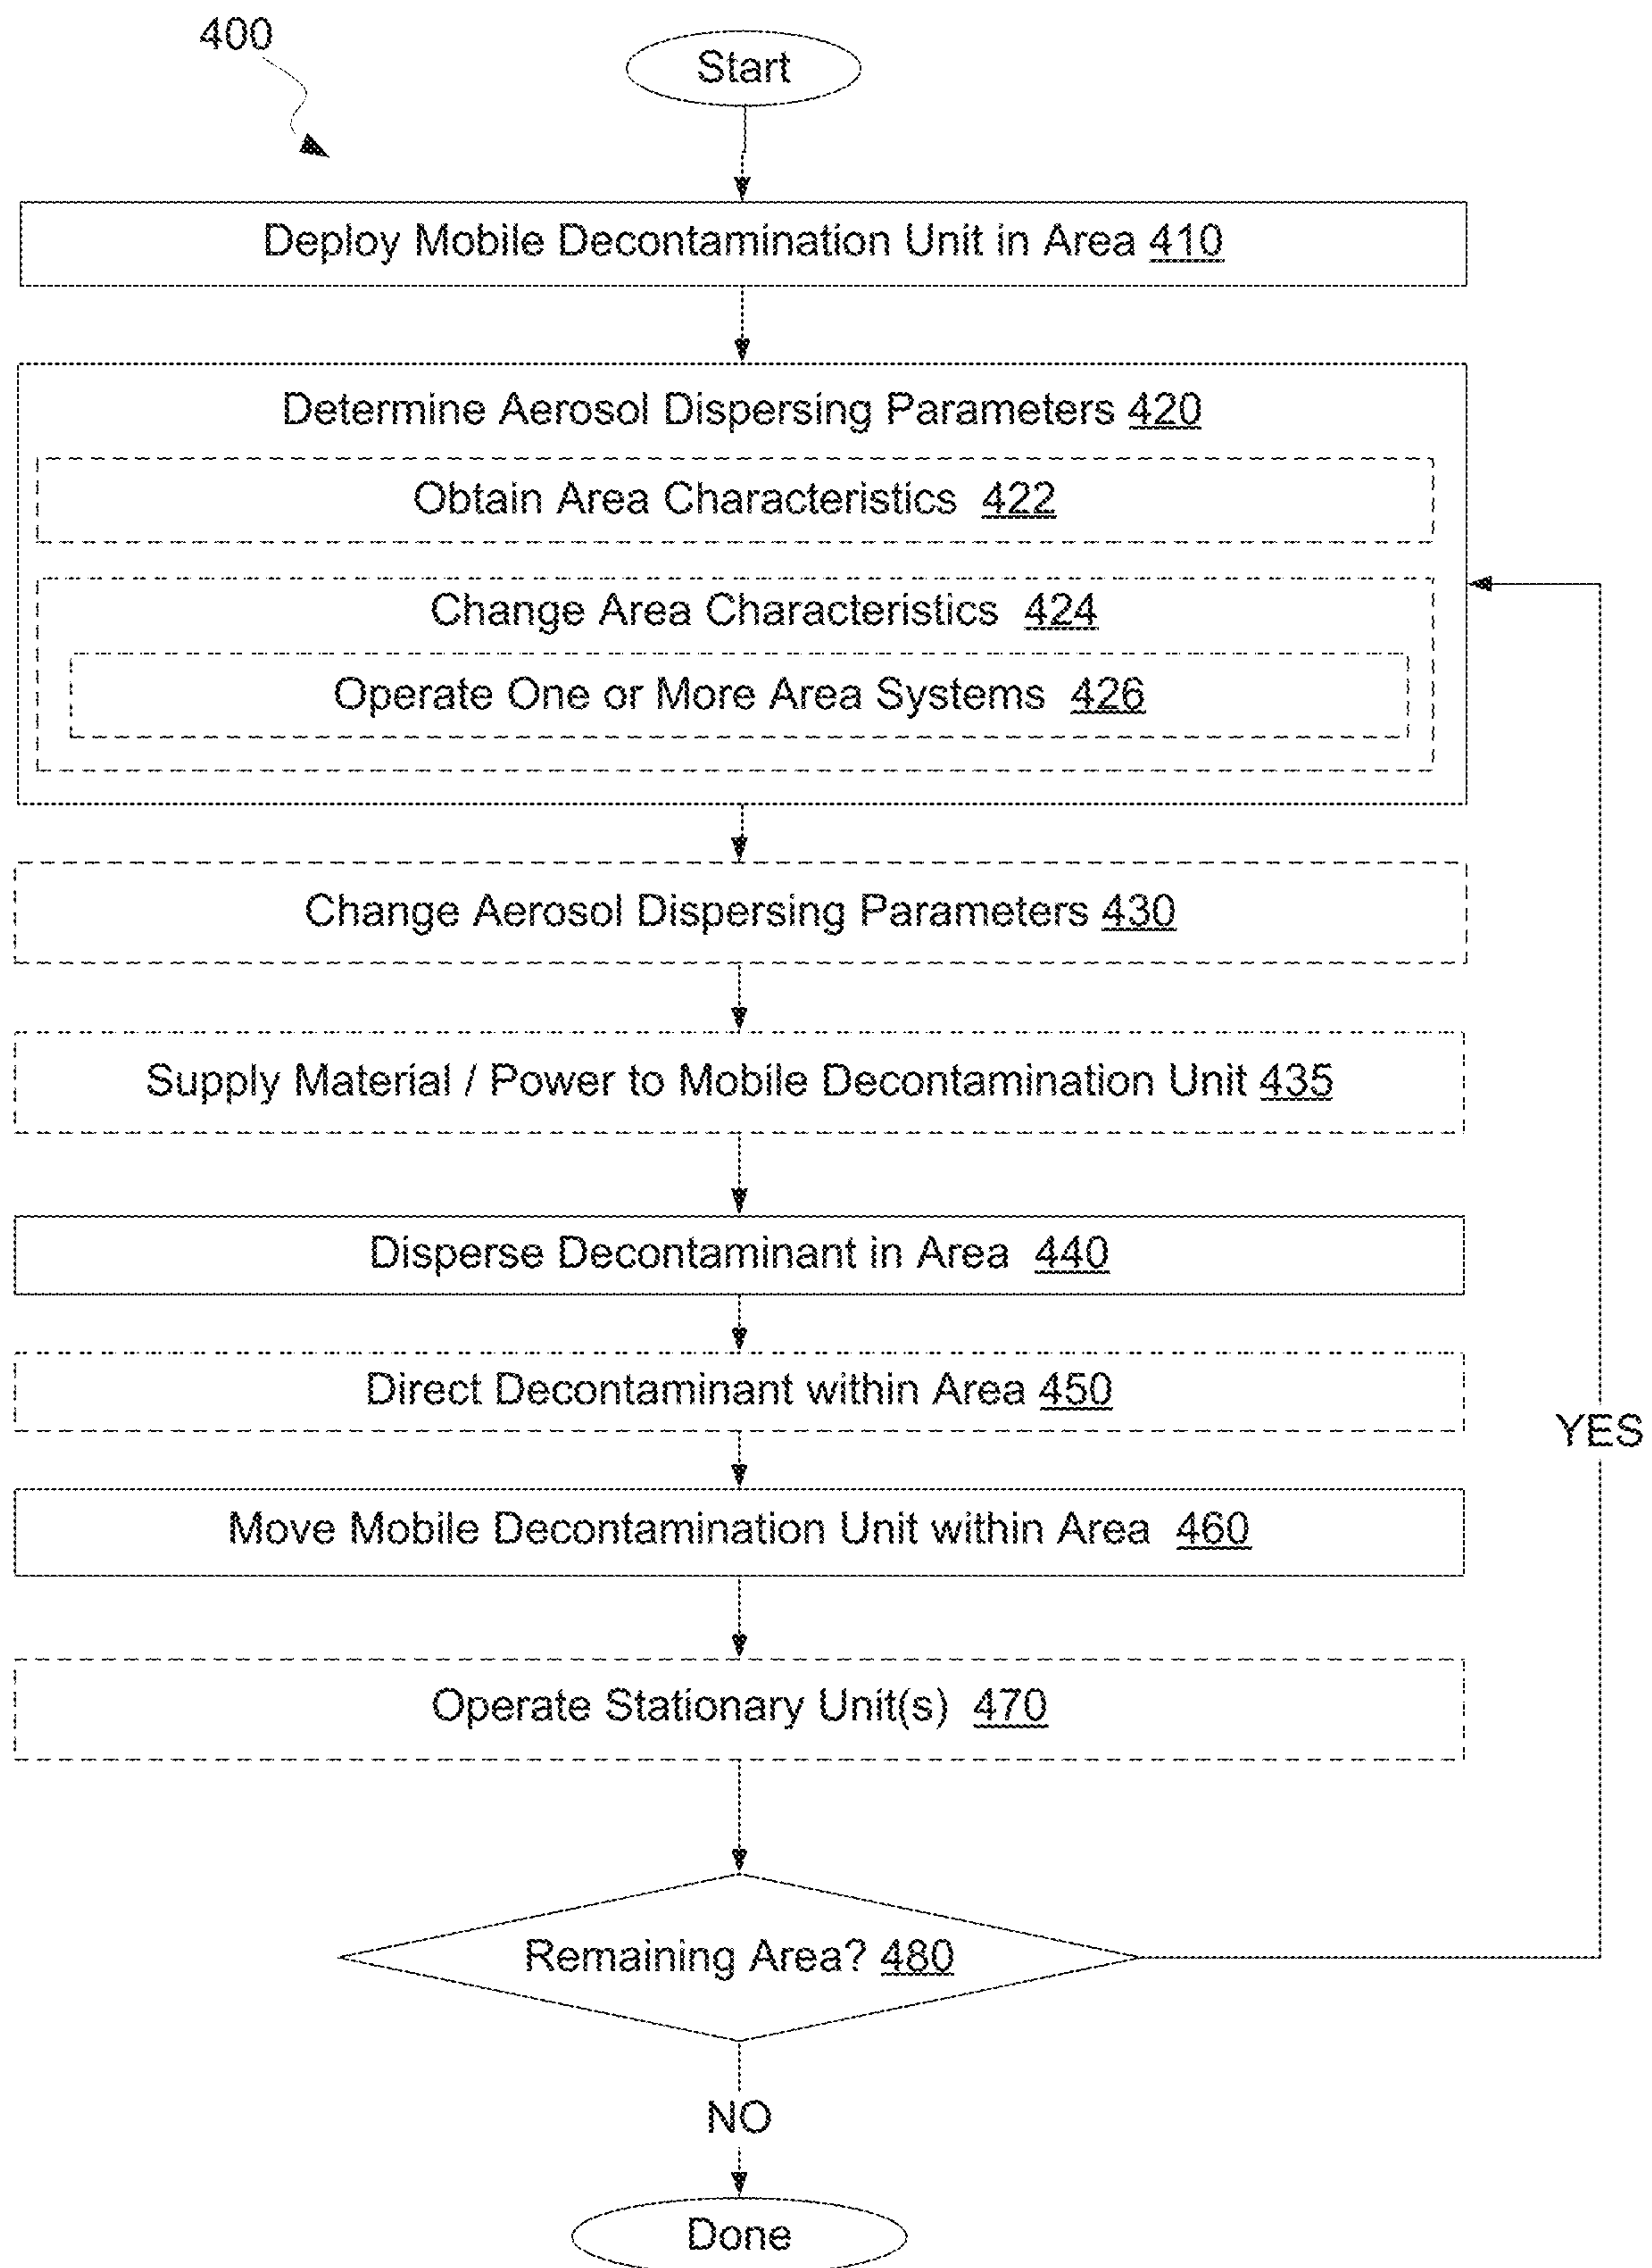 400
Start
Deploy Mobile Decontamination Unit in Area 410
Determine Aerosol Dispersing Parameters 420
Obtain Area Characteristics 422
Change Area Characteristics 424
Operate One or More Area Systems 426
Change Aerosol Dispersing Parameters 430
Supply Material / Power to Mobile Decontamination Unit 435
Disperse Decontaminant in Area 440
Direct Decontaminant within Area 450
YES
Move Mobile Decontamination Unit within Area 460
Operate Stationary Unit(s) 470
Remaining Area? 480
NO
Done